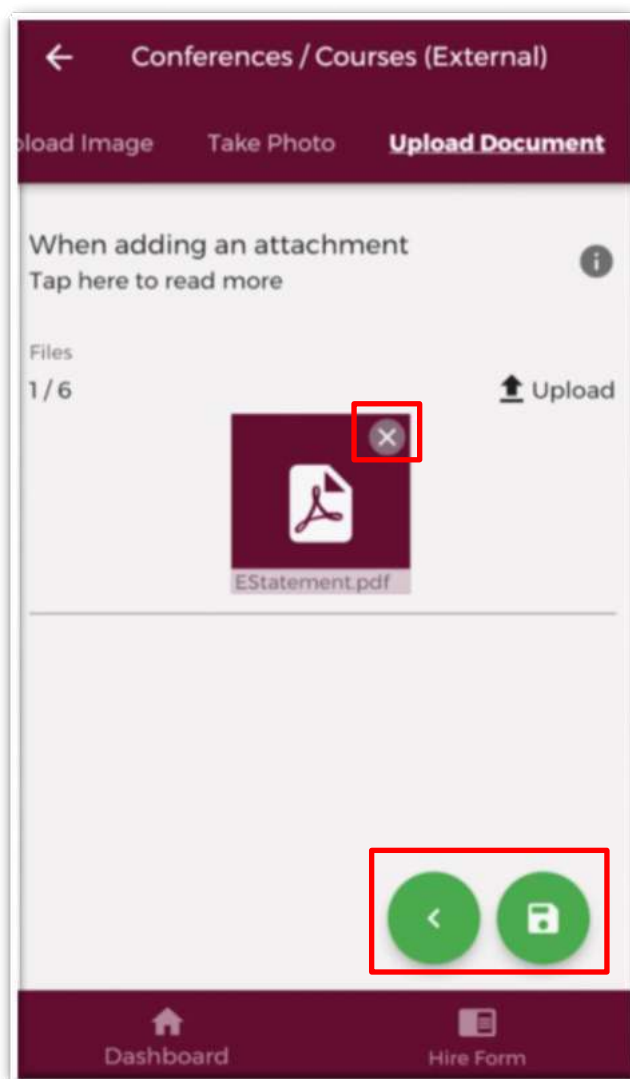 Conferences / Courses (External)
pload Image Take Photo Upload Document
When adding an attachment
Tap here to read more
Files
1 / 6 Upload
EStatement.pdf
Dashboard Hire Form